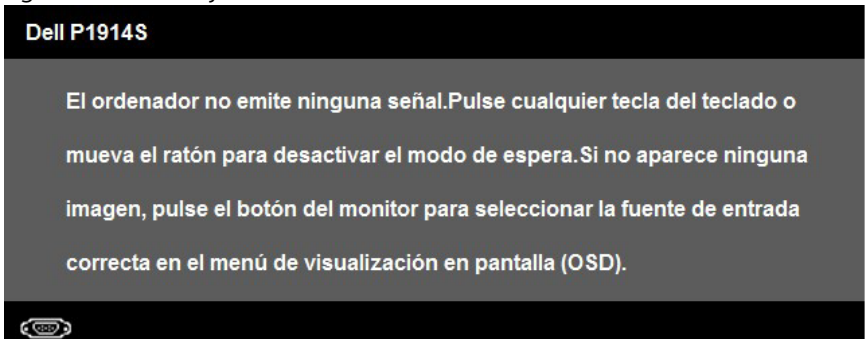 Dell P1914S
El ordenador no emite ninguna señal.Pulse cualquier tecla del teclado o
mueva el ratón para desactivar el modo de espera.Si no aparece ninguna
imagen, pulse el botón del monitor para seleccionar la fuente de entrada
correcta en el menú de visualización en pantalla (OSD).